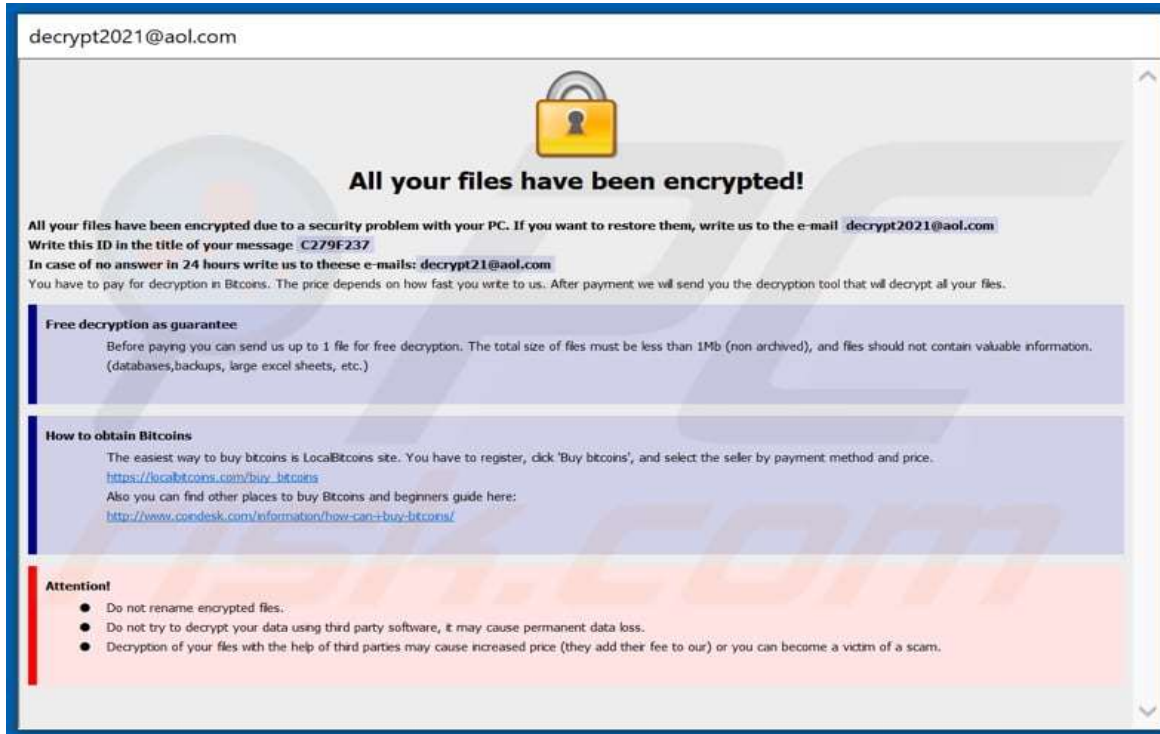 decrypt2021@aol.com
All your files have been encrypted!
All your files have been encrypted due to a security problem with your PC. If you want to restore them, write us to the e-mail decrypt2021@aol.com
Write this ID in the title of your message C279F237
In case of no answer in 24 hours write us to theese e-mails: decrypt21@aol.com
You have to pay for decryption in Bitcoins. The price depends on how fast you write to us. After payment we will send you the decryption tool that will decrypt all your files.
Free decryption as guarantee
Before paying you can send us up to 1 file for free decryption. The total size of files must be less than 1Mb (non archived), and files should not contain valuable information.
(databases,backups, large excel sheets, etc.)
How to obtain Bitcoins
The easiest way to buy bitcoins is LocalBitcoins site. You have to register, click 'Buy bitcoins', and select the seller by payment method and price.
https://localbitcoins.com/buy_bitcoins
Also you can find other places to buy Bitcoins and beginners guide here:
http://www.coindesk.com/information/how-can-i-buy-bitcoins/
Attention!
● Do not rename encrypted files.
● Do not try to decrypt your data using third party software, it may cause permanent data loss.
● Decryption of your files with the help of third parties may cause increased price (they add their fee to our) or you can become a victim of a scam.
PC
risk.com